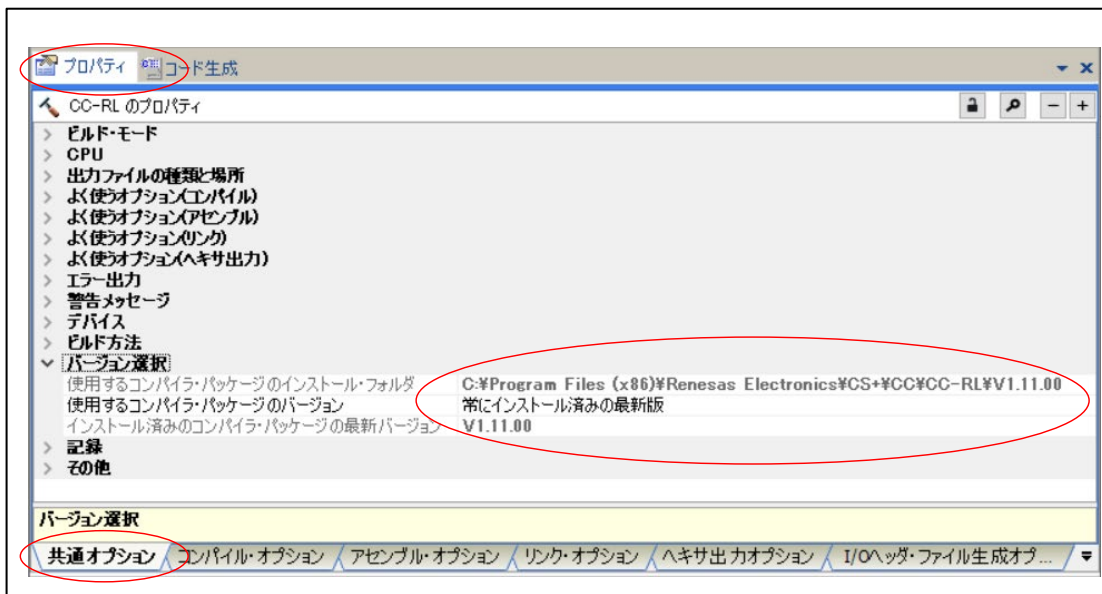 プロパティ コード生成
CC-RL のプロパティ
ビルド・モード
CPU
出力ファイルの種類と場所
よく使うオプション(コンパイル)
よく使うオプション(アセンブル)
よく使うオプション(リンク)
よく使うオプション(ヘキサ出力)
エラー出力
警告メッセージ
デバイス
ビルド方法
バージョン選択
使用するコンパイラ・パッケージのインストール・フォルダ C:¥Program Files (x86)¥Renesas Electronics¥CS+¥CC¥CC-RL¥V1.11.00
使用するコンパイラ・パッケージのバージョン 常にインストール済みの最新版
インストール済みのコンパイラ・パッケージの最新バージョン V1.11.00
記録
その他
バージョン選択
共通オプション コンパイル・オプション アセンブル・オプション リンク・オプション ヘキサ出力オプション I/Oヘッダ・ファイル生成オプ...